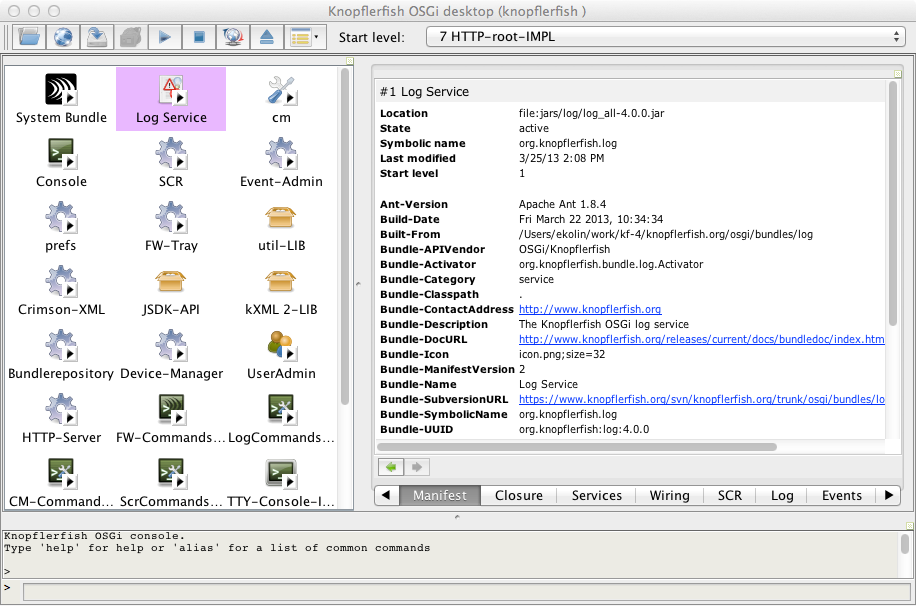 Knopflerfish OSGi desktop (knopflerfish )
Start level: 7 HTTP-root-IMPL
System Bundle Log Service cm
Console SCR Event-Admin
prefs FW-Tray util-LIB
Crimson-XML JSDK-API kXML 2-LIB
Bundlerepository Device-Manager UserAdmin
HTTP-Server FW-Commands... LogCommands...
CM-Command... ScrCommands... TTY-Console-I...
#1 Log Service
Location file:jars/log/log_all-4.0.0.jar
State active
Symbolic name org.knopflerfish.log
Last modified 3/25/13 2:08 PM
Start level 1
Ant-Version Apache Ant 1.8.4
Build-Date Fri March 22 2013, 10:34:34
Built-From /Users/ekolin/work/kf-4/knopflerfish.org/osgi/bundles/log
Bundle-APIVendor OSGi/Knopflerfish
Bundle-Activator org.knopflerfish.bundle.log.Activator
Bundle-Category service
Bundle-Classpath .
Bundle-ContactAddress http://www.knopflerfish.org
Bundle-Description The Knopflerfish OSGi log service
Bundle-DocURL http://www.knopflerfish.org/releases/current/docs/bundledoc/index.htm
Bundle-Icon icon.png;size=32
Bundle-ManifestVersion 2
Bundle-Name Log Service
Bundle-SubversionURL https://www.knopflerfish.org/svn/knopflerfish.org/trunk/osgi/bundles/lo
Bundle-SymbolicName org.knopflerfish.log
Bundle-UUID org.knopflerfish:log:4.0.0
Manifest Closure Services Wiring SCR Log Events
Knopflerfish OSGi console.
Type 'help' for help or 'alias' for a list of common commands
>
>